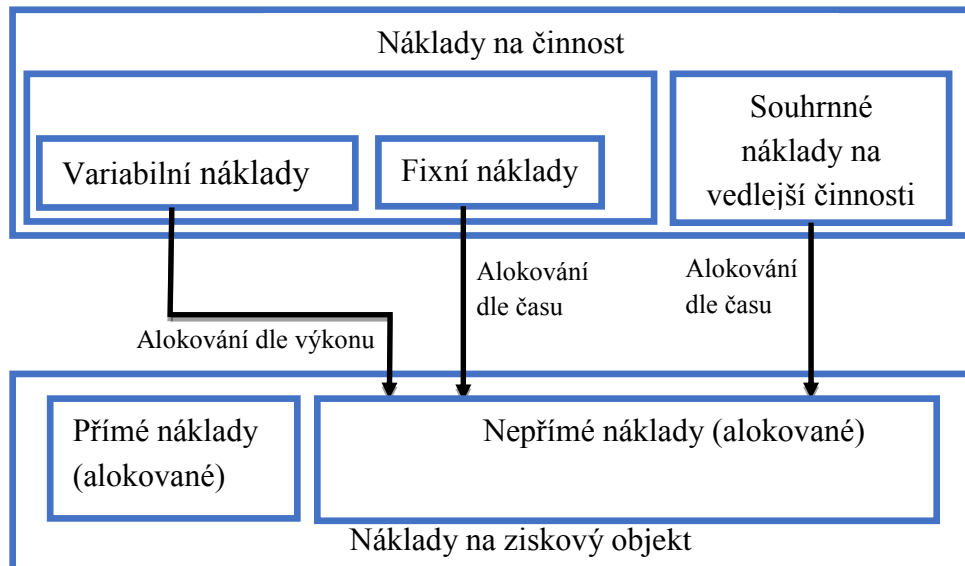 Náklady na činnost
Variabilní náklady
Fixní náklady
Souhrnné
náklady na
vedlejší činnosti
Alokování dle výkonu
Alokování
dle času
Alokování
dle času
Přímé náklady
(alokované)
Nepřímé náklady (alokované)
Náklady na ziskový objekt